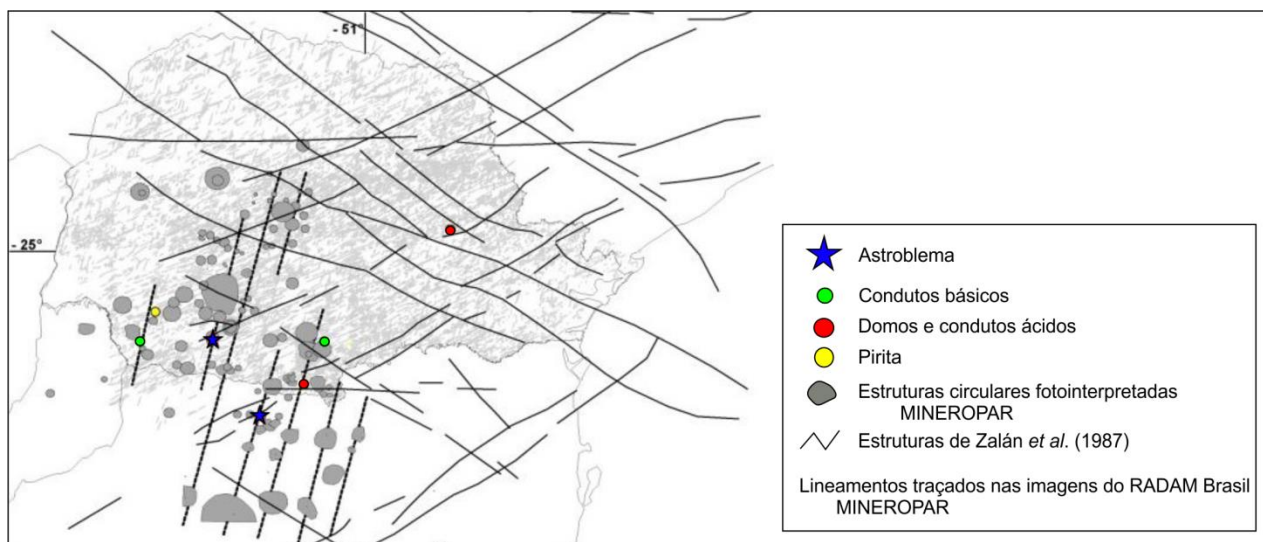 - 51°
- 25°
Astroblema
Condutos básicos
Domos e condutos ácidos
Pirita
Estruturas circulares fotointerpretadas
MINEROPAR
Estruturas de Zalán et al. (1987)
Lineamentos traçados nas imagens do RADAM Brasil
MINEROPAR